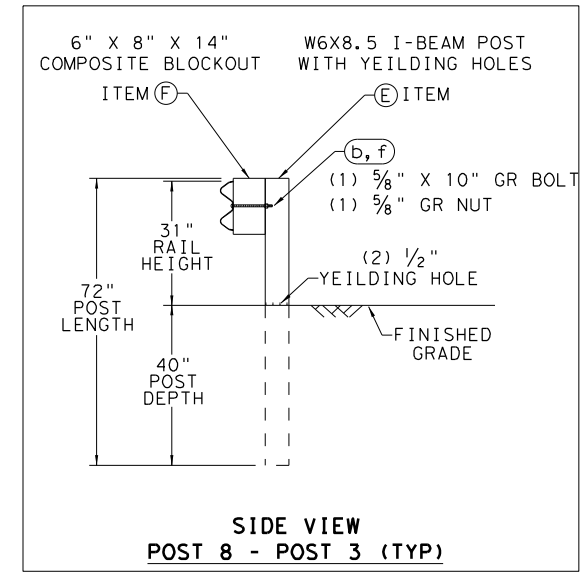 6" X 8" X 14"
COMPOSITE BLOCKOUT
ITEM F
W6X8.5 I-BEAM POST
WITH YEILDING HOLES
E ITEM
b, f
(1) 5/8" X 10" GR BOLT
(1) 5/8" GR NUT
31"
RAIL
HEIGHT
(2) 1/2"
YEILDING HOLE
72"
POST
LENGTH
FINISHED
GRADE
40"
POST
DEPTH
SIDE VIEW
POST 8 - POST 3 (TYP)